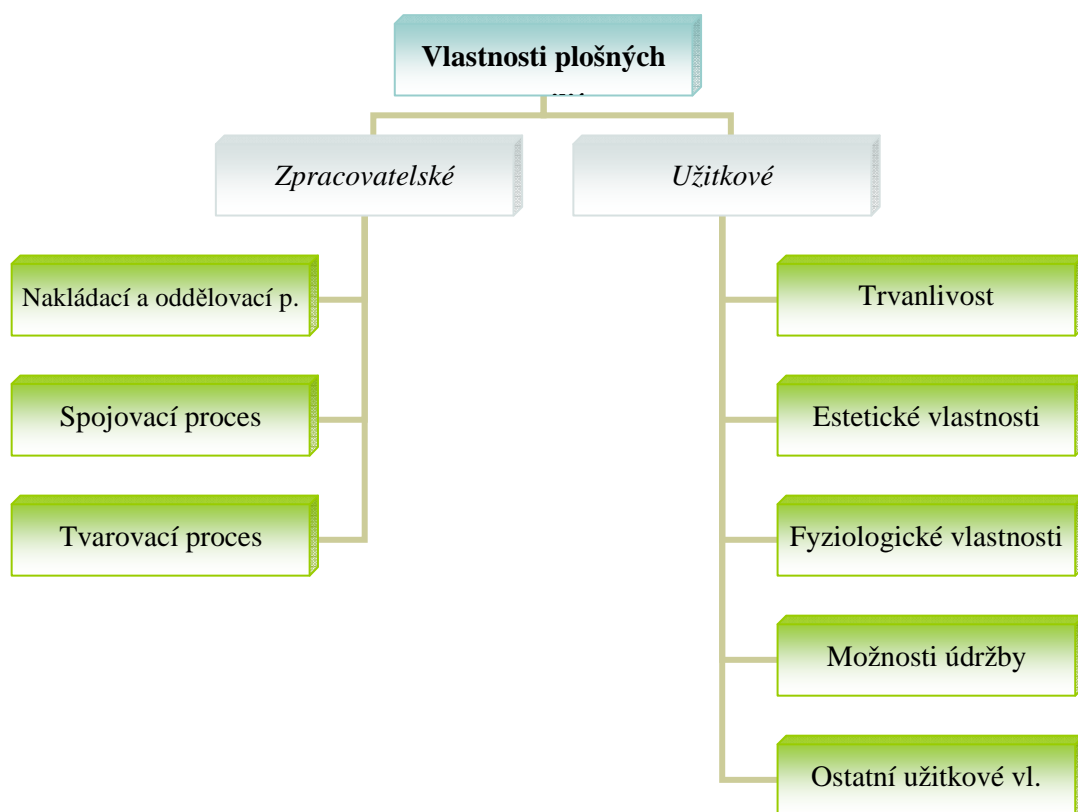 Vlastnosti plošných
Zpracovatelské
Užitkové
Nakládací a oddělovací p.
Spojovací proces
Tvarovací proces
Trvanlivost
Estetické vlastnosti
Fyziologické vlastnosti
Možnosti údržby
Ostatní užitkové vl.